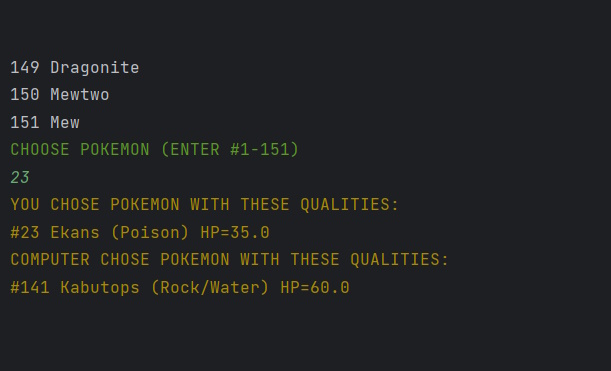 149 Dragonite
150 Mewtwo
151 Mew
CHOOSE POKEMON (ENTER #1-151)
23
YOU CHOSE POKEMON WITH THESE QUALITIES:
#23 Ekans (Poison) HP=35.0
COMPUTER CHOSE POKEMON WITH THESE QUALITIES:
#141 Kabutops (Rock/Water) HP=60.0